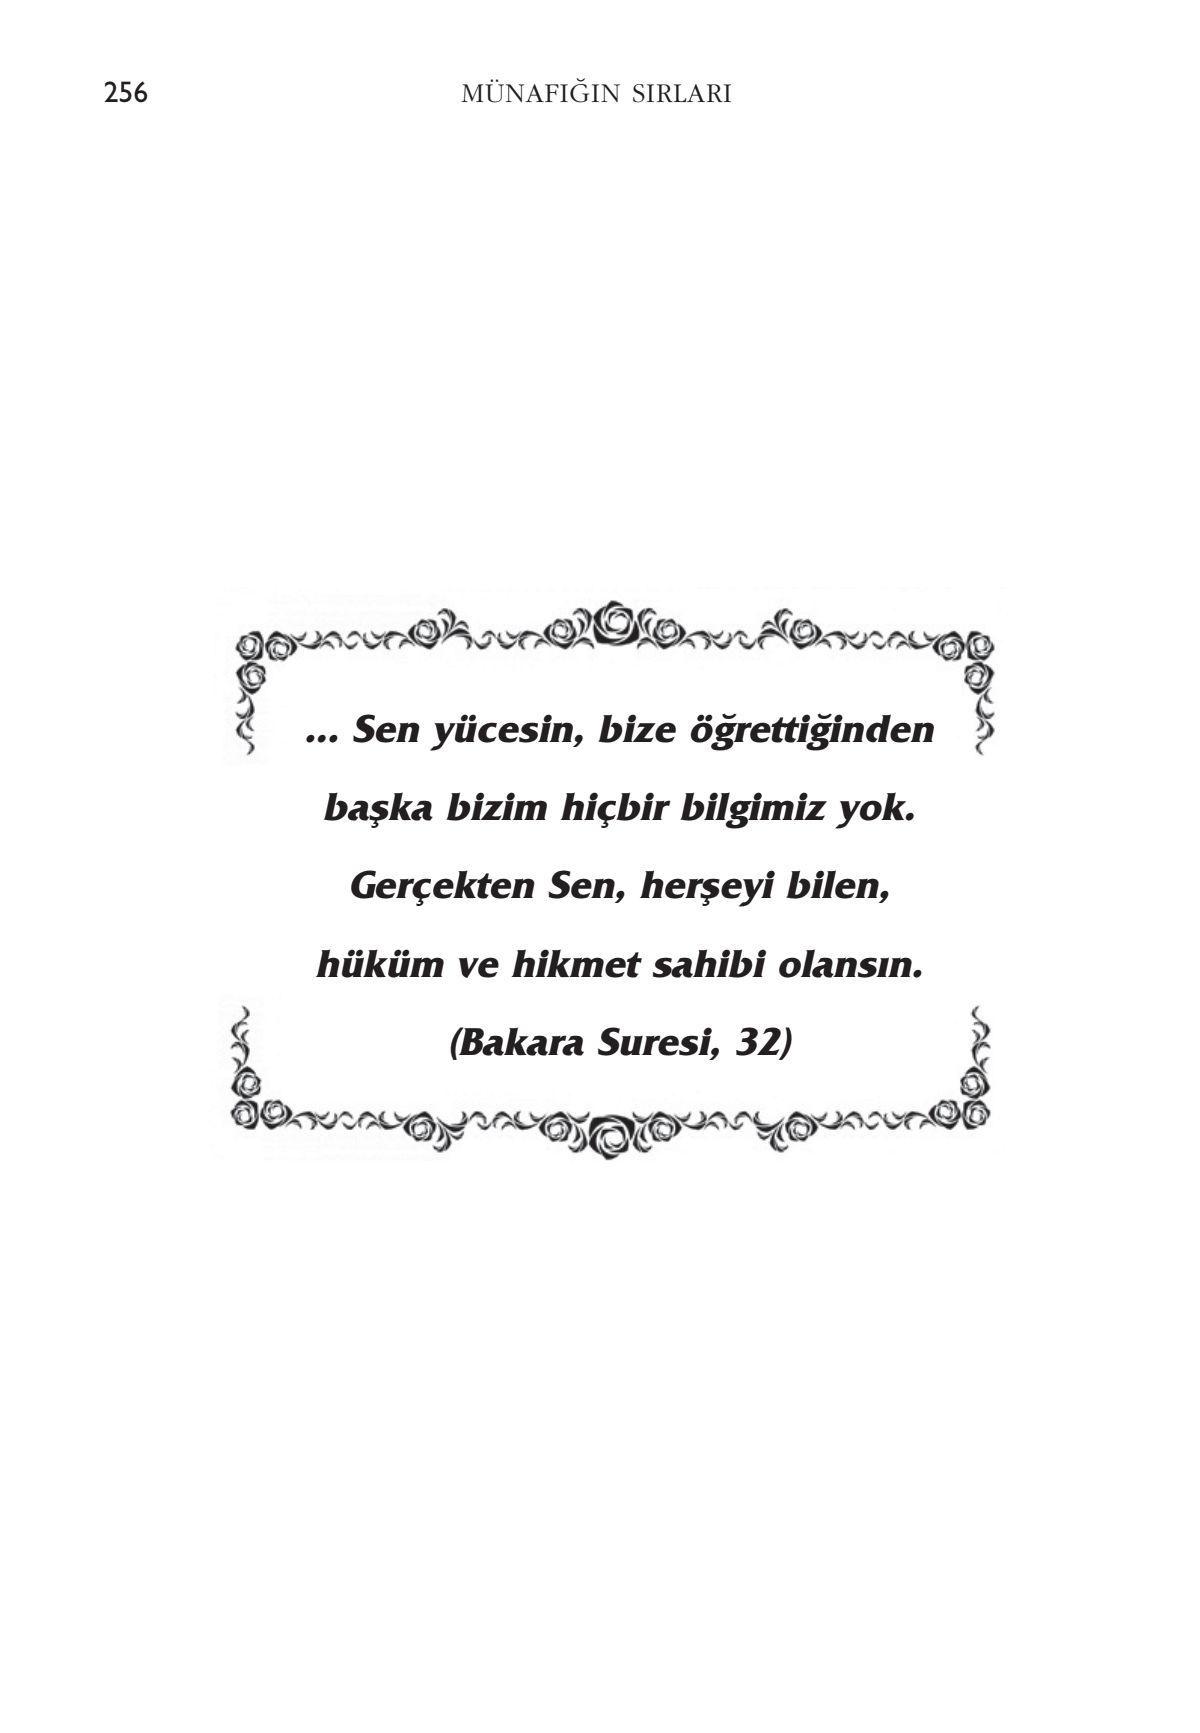 256
MÜNAFIĞIN SIRLARI
... Sen yücesin, bize öğrettiğinden
başka bizim hiçbir bilgimiz yok.
Gerçekten Sen, herşeyi bilen,
hüküm ve hikmet sahibi olansın.
(Bakara Suresi, 32)